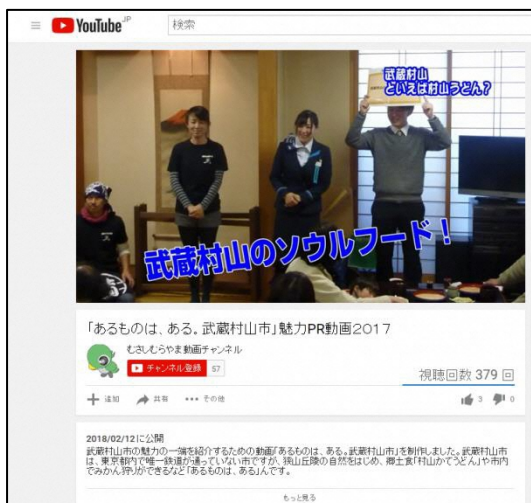 YouTube JP
検索
武蔵村山
といえば村山うどん？
武蔵村山のソウルフード！
「あるものは、ある。武蔵村山市」魅力PR動画2017
むさしむらやま動画チャンネル
チャンネル登録 57
視聴回数 379 回
追加 共有 その他 3 0
2018/02/12に公開
武蔵村山市の魅力の一端を紹介するための動画「あるものは、ある。武蔵村山市」を制作しました。武蔵村山市
は、東京都内で唯一鉄道が通っていない市ですが、狭山丘陵の自然をはじめ、郷土食「村山かてうどん」や市内
でみかん狩りができるなど「あるものは、ある」んです。
もっと見る